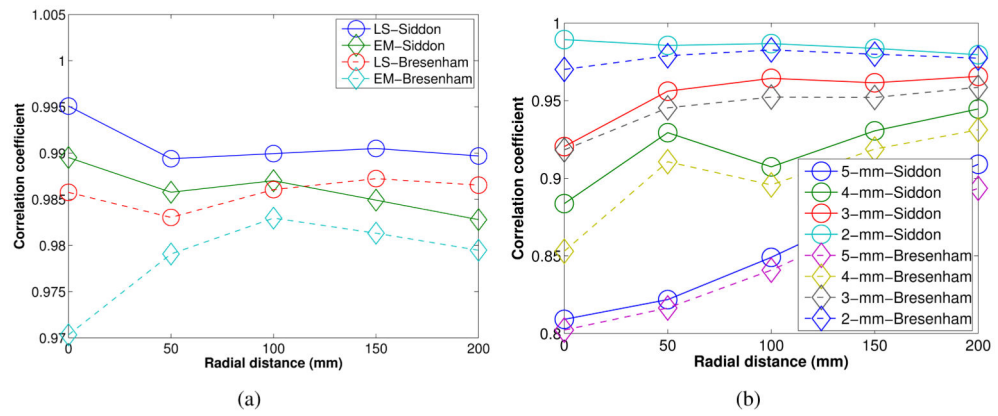 1.005
1
0.995
0.99
0.985
0.98
0.975
0.97
0
50
100
150
200
Correlation coefficient
Radial distance (mm)
LS−Siddon
EM−Siddon
LS−Bresenham
EM−Bresenham
(a)
1
0.95
0.9
0.85
0.8
0
50
100
150
200
Correlation coefficient
Radial distance (mm)
5−mm−Siddon
4−mm−Siddon
3−mm−Siddon
2−mm−Siddon
5−mm−Bresenham
4−mm−Bresenham
3−mm−Bresenham
2−mm−Bresenham
(b)